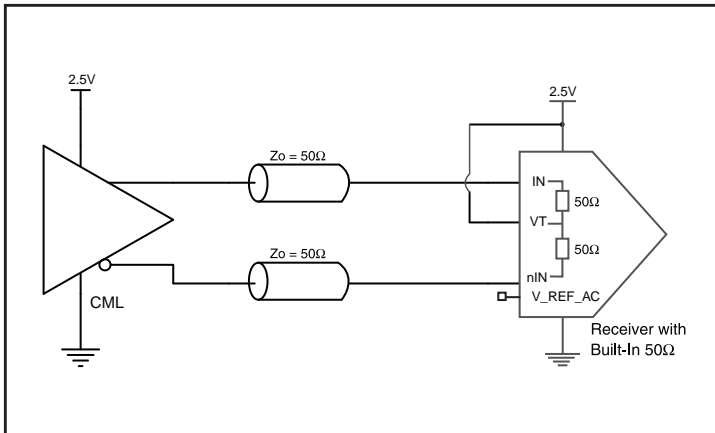 2.5V
2.5V
Zo = 50Ω
IN
50Ω
VT
50Ω
Zo = 50Ω
nIN
V_REF_AC
CML
Receiver with
Built-In 50Ω